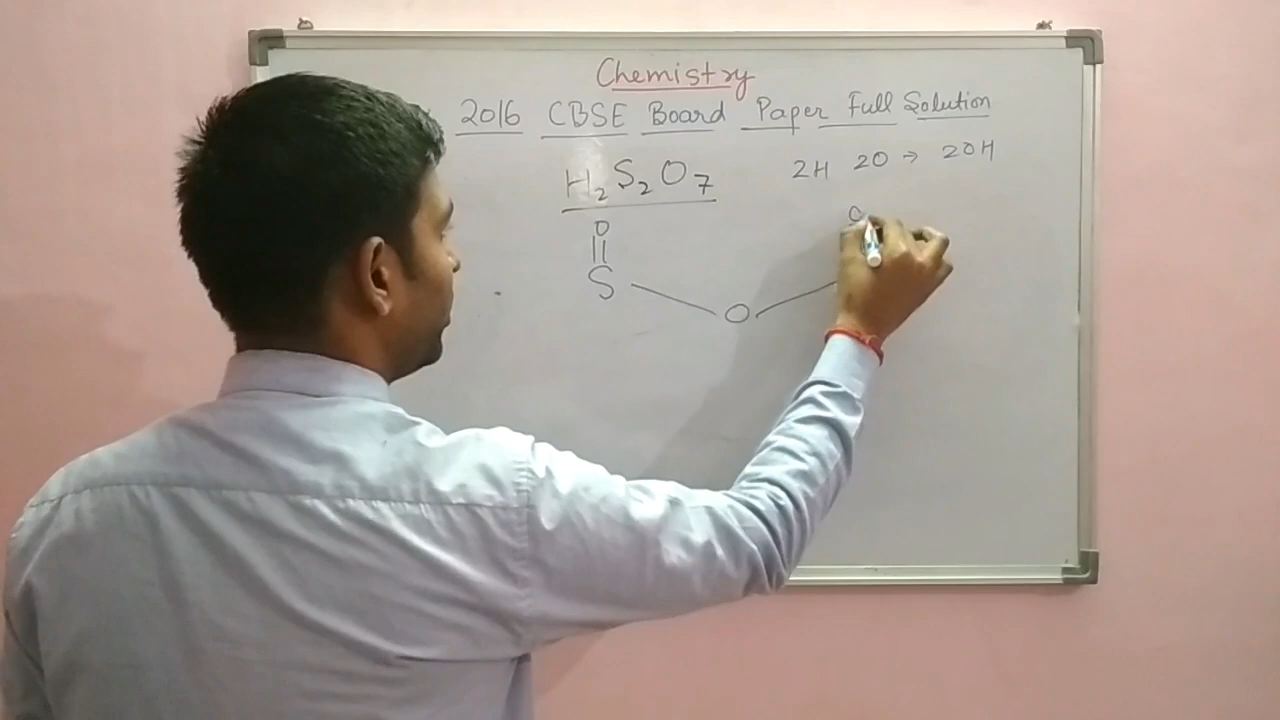 Chemistry
2016 CBSE Board Paper Full Solution
H₂S₂O₇ 2H 2O → 2OH
O O
S
O